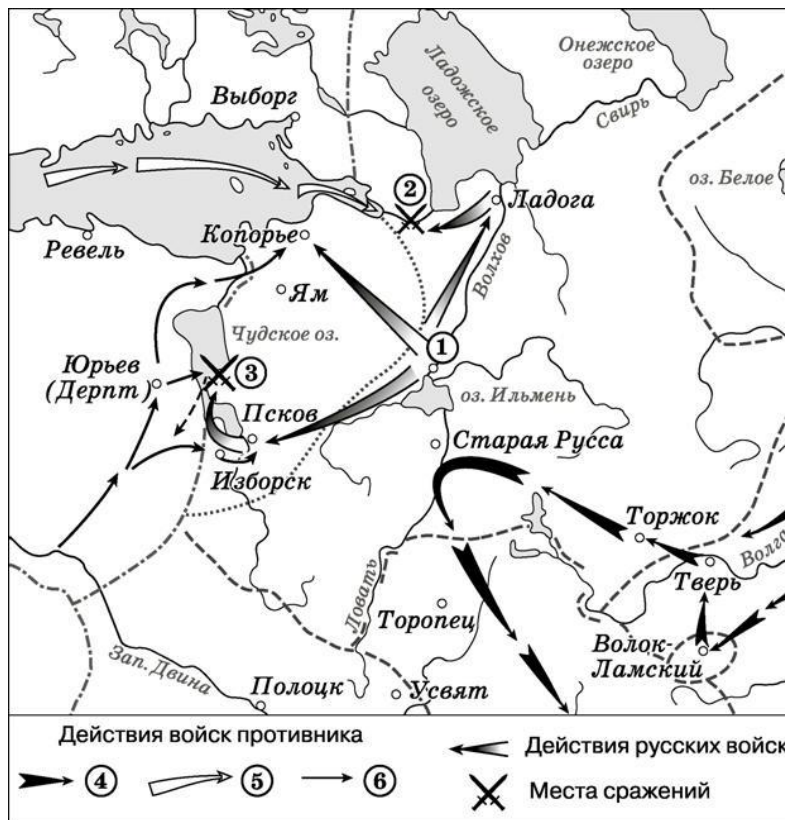 Онежское
озеро
Ладожское
озеро
Выборг
Свирь
оз. Белое
2
Ладога
Копорье
Ревель
Волхов
Ям
Чудское оз.
1
Юрьев
(Дерпт)
3
оз. Ильмень
Псков
Старая Русса
Изборск
Торжок
Волга
Тверь
Ловать
Торопец
Волок-
Ламский
Зап. Двина
Полоцк
Усвят
Действия войск противника
4
5
6
Действия русских войск
Места сражений